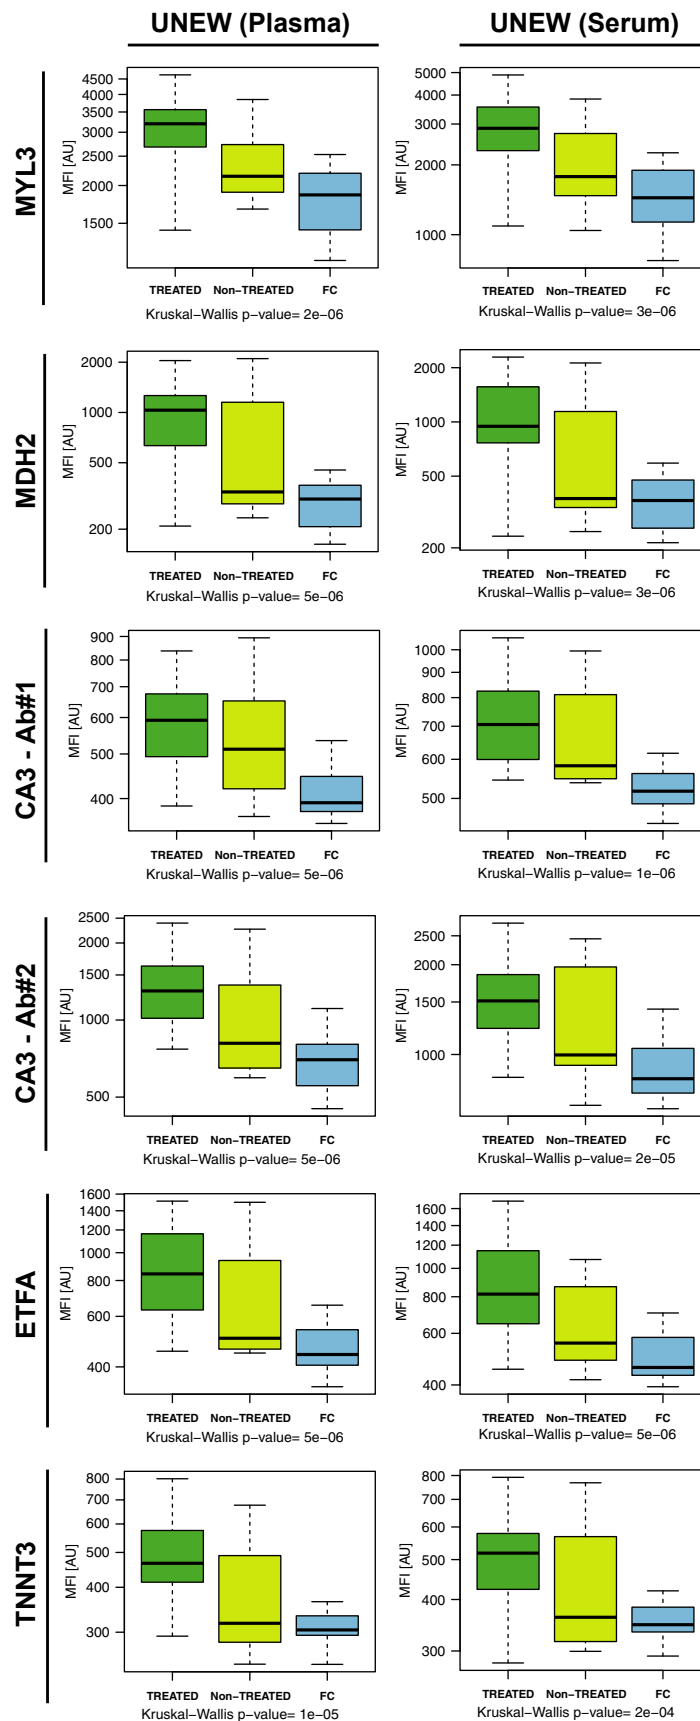 UNEW (Plasma)
UNEW (Serum)
MYL3
MFI [AU]
4500
4000
3500
3000
2500
2000
1500
TREATED Non−TREATED FC
Kruskal−Wallis p−value= 2e−06
MFI [AU]
5000
4000
3000
2000
1000
TREATED Non−TREATED FC
Kruskal−Wallis p−value= 3e−06
MDH2
MFI [AU]
2000
1000
500
200
TREATED Non−TREATED FC
Kruskal−Wallis p−value= 5e−06
MFI [AU]
2000
1000
500
200
TREATED Non−TREATED FC
Kruskal−Wallis p−value= 3e−06
CA3 - Ab#1
MFI [AU]
900
800
700
600
500
400
TREATED Non−TREATED FC
Kruskal−Wallis p−value= 5e−06
MFI [AU]
1000
900
800
700
600
500
TREATED Non−TREATED FC
Kruskal−Wallis p−value= 1e−06
CA3 - Ab#2
MFI [AU]
2500
2000
1500
1000
500
TREATED Non−TREATED FC
Kruskal−Wallis p−value= 5e−06
MFI [AU]
2500
2000
1500
1000
TREATED Non−TREATED FC
Kruskal−Wallis p−value= 2e−05
ETFA
MFI [AU]
1600
1400
1200
1000
800
600
400
TREATED Non−TREATED FC
Kruskal−Wallis p−value= 5e−06
MFI [AU]
1600
1400
1200
1000
800
600
400
TREATED Non−TREATED FC
Kruskal−Wallis p−value= 5e−06
TNNT3
MFI [AU]
800
700
600
500
400
300
TREATED Non−TREATED FC
Kruskal−Wallis p−value= 1e−05
MFI [AU]
800
700
600
500
400
300
TREATED Non−TREATED FC
Kruskal−Wallis p−value= 2e−04